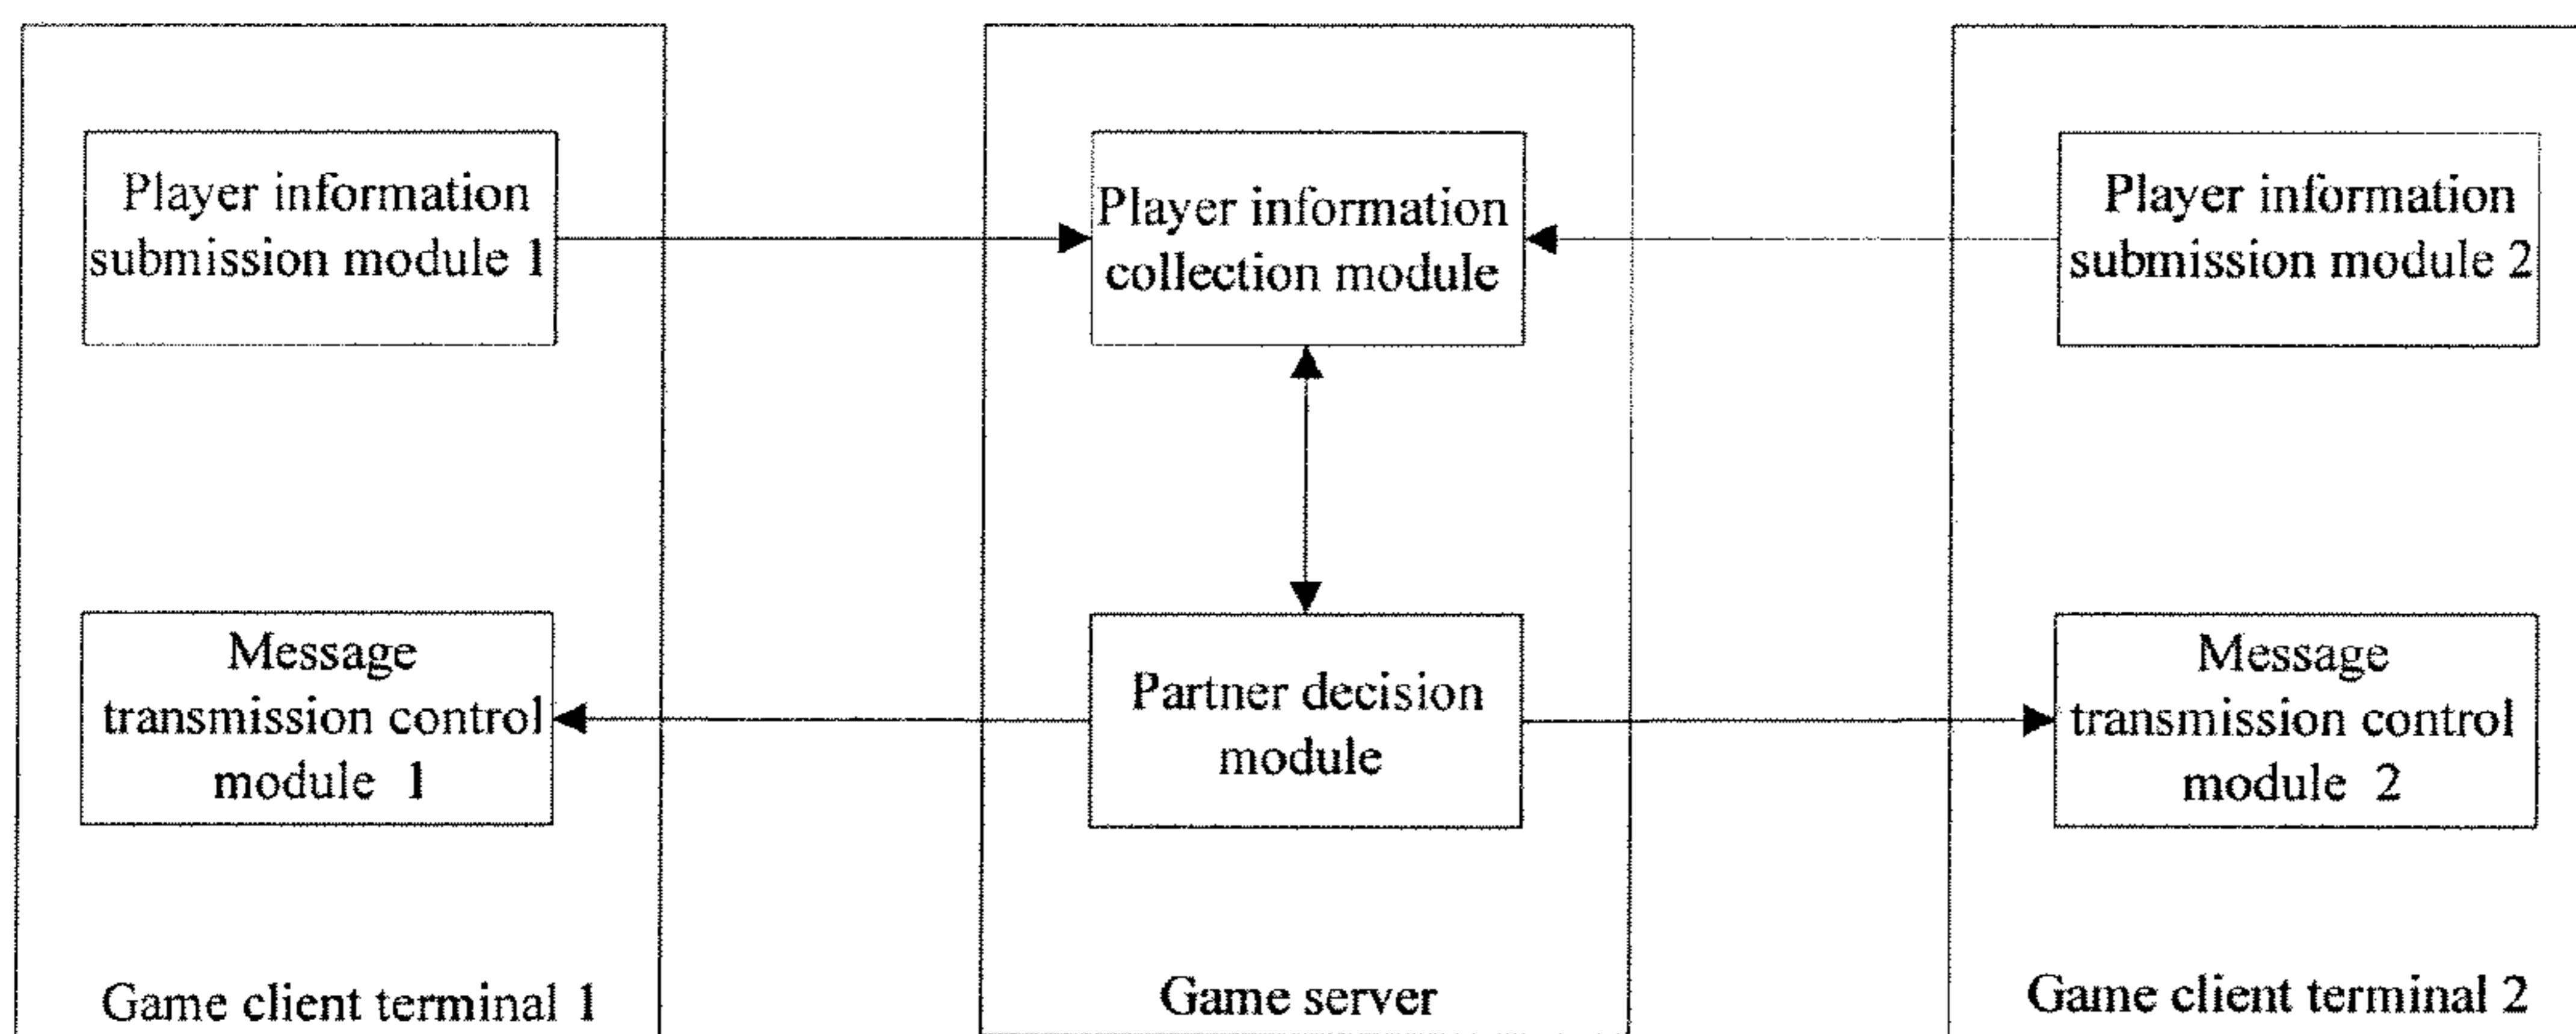 Player information
submission module 1
Player information
collection module
Player information
submission module 2
Message
transmission control
module 1
Partner decision
module
Message
transmission control
module 2
Game client terminal 1
Game server
Game client terminal 2